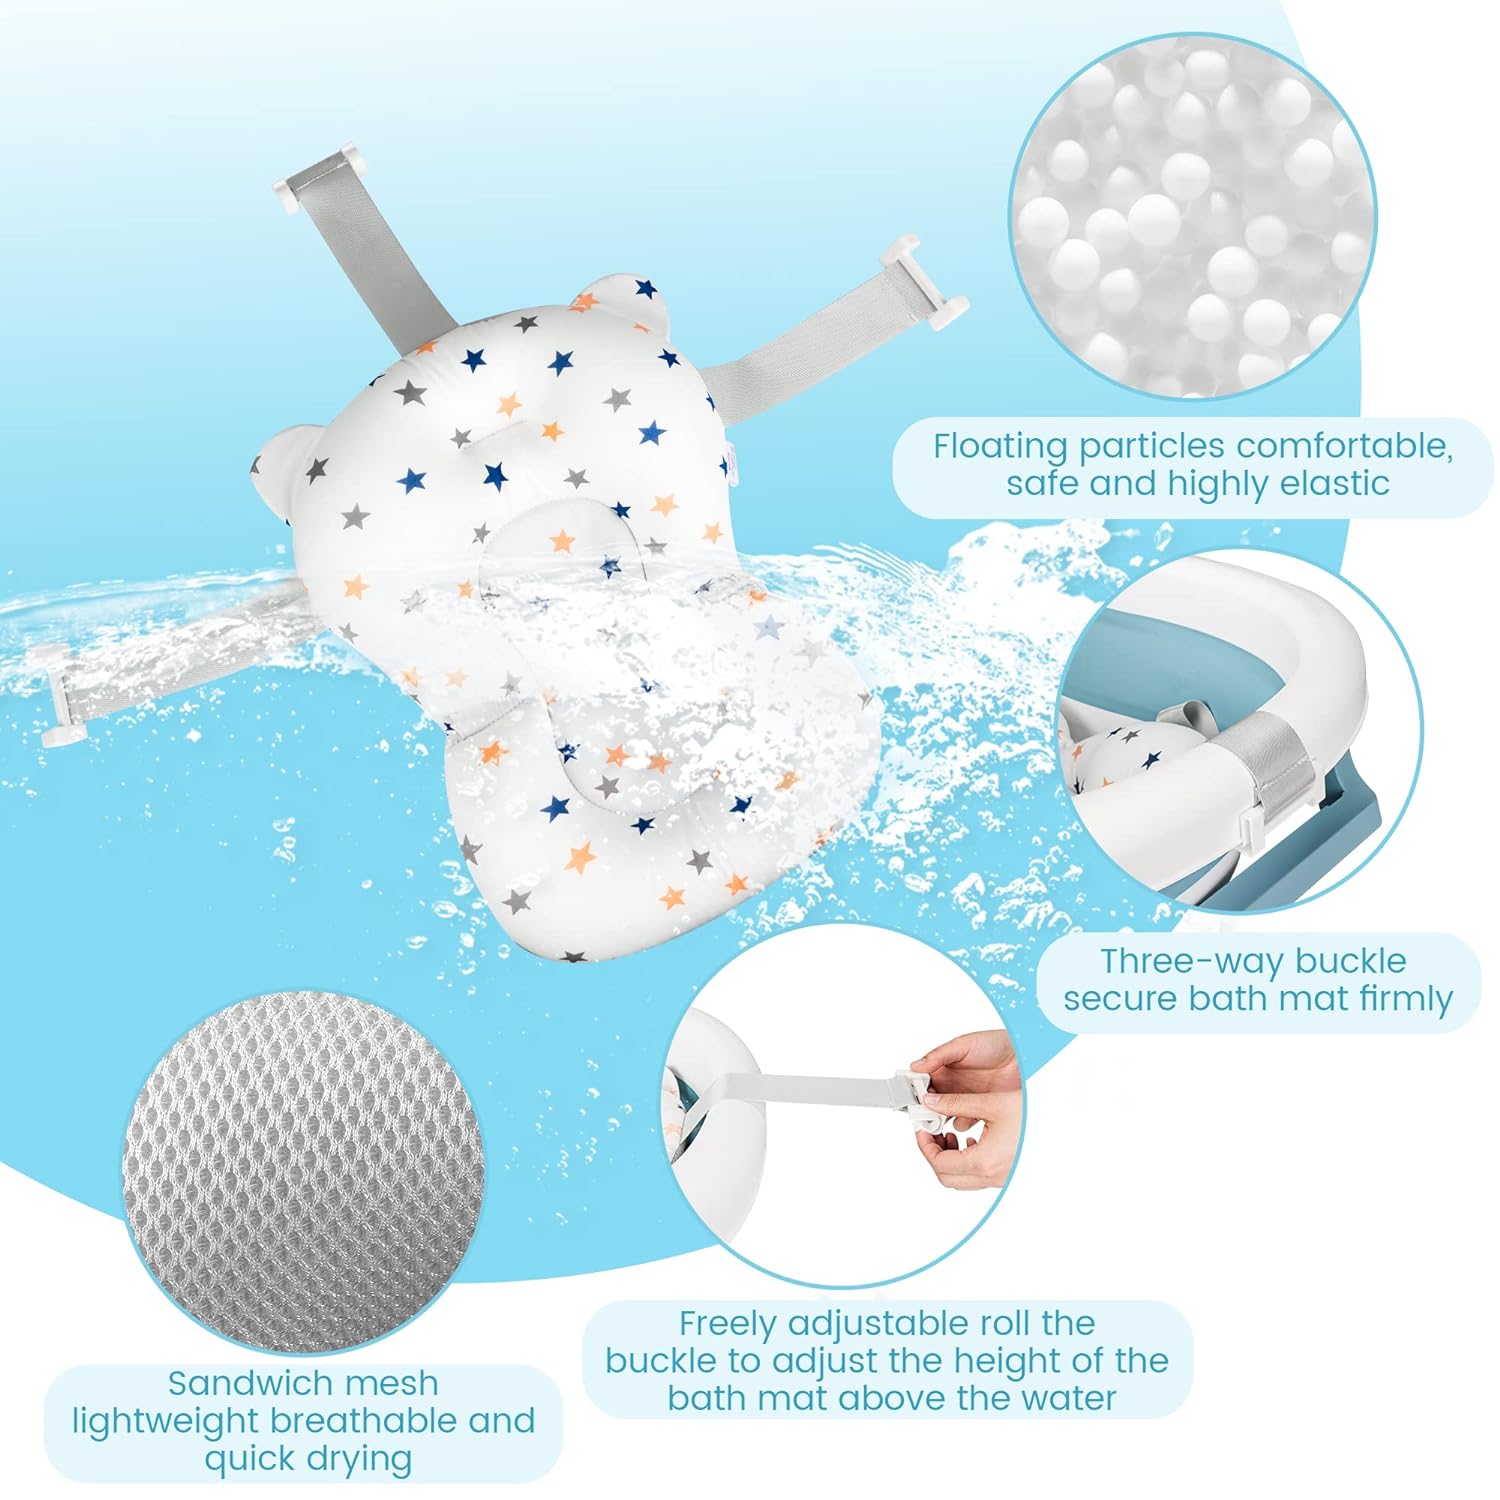 Floating particles comfortable,
safe and highly elastic
Three-way buckle
secure bath mat firmly
Freely adjustable roll the
buckle to adjust the height of the
bath mat above the water
Sandwich mesh
lightweight breathable and
quick drying